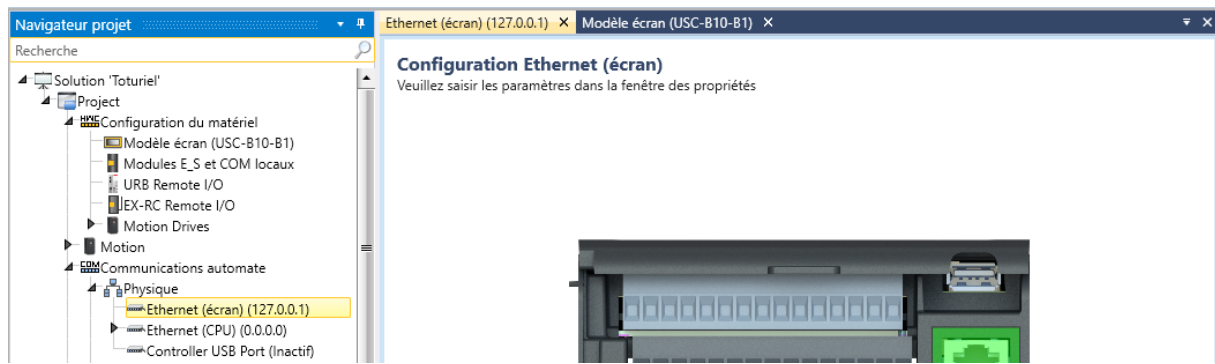 Navigateur projet
Recherche
Solution 'Toturiel'
Project
HWC Configuration du matériel
Modèle écran (USC-B10-B1)
Modules E_S et COM locaux
URB Remote I/O
EX-RC Remote I/O
Motion Drives
Motion
COM Communications automate
Physique
Ethernet (écran) (127.0.0.1)
Ethernet (CPU) (0.0.0.0)
Controller USB Port (Inactif)
Ethernet (écran) (127.0.0.1) Modèle écran (USC-B10-B1)
Configuration Ethernet (écran)
Veuillez saisir les paramètres dans la fenêtre des propriétés